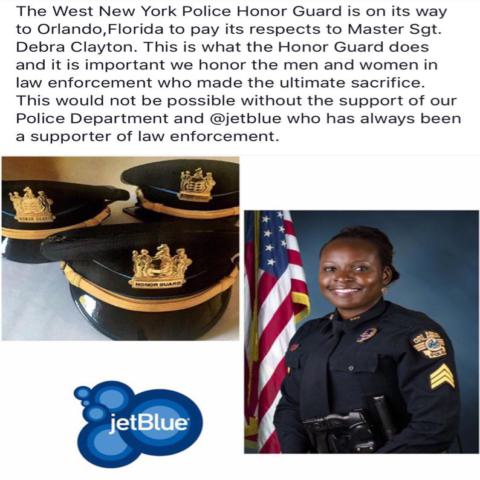 The West New York Police Honor Guard is on its way
to Orlando,Florida to pay its respects to Master Sgt.
Debra Clayton. This is what the Honor Guard does
and it is important we honor the men and women in
law enforcement who made the ultimate sacrifice.
This would not be possible without the support of our
Police Department and @jetblue who has always been
a supporter of law enforcement.
HONOR GUARD
jetBlue